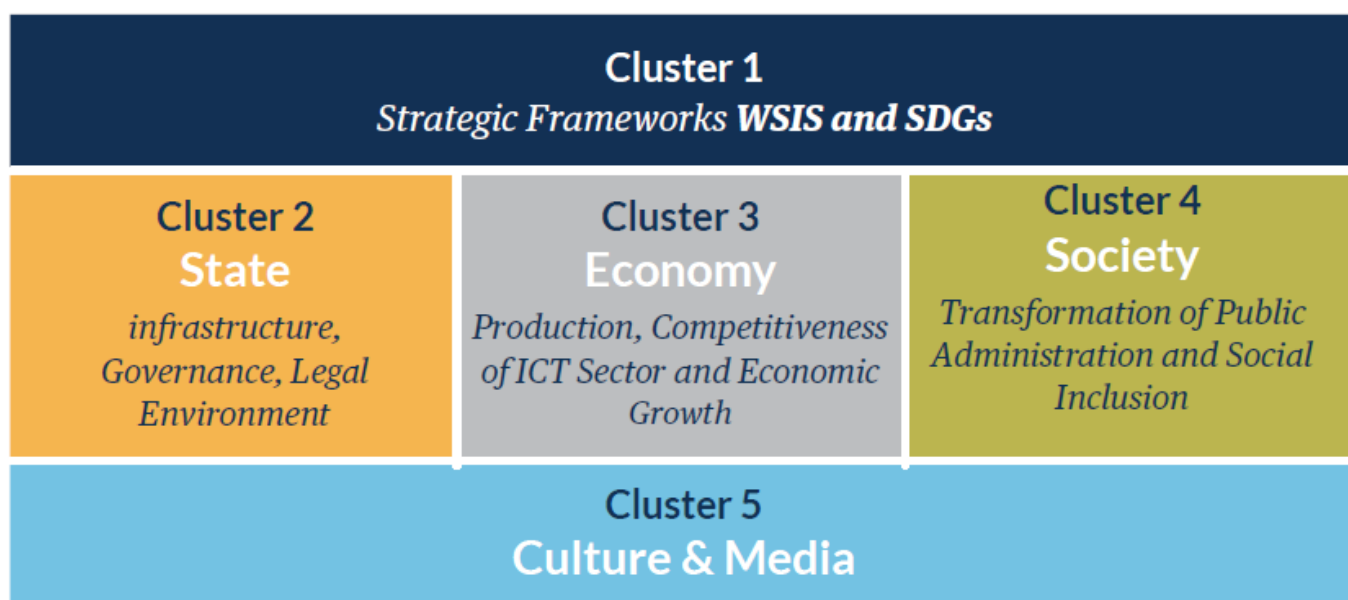 Cluster 1
Strategic Frameworks WSIS and SDGs
Cluster 2
State
infrastructure,
Governance, Legal
Environment
Cluster 3
Economy
Production, Competitiveness
of ICT Sector and Economic
Growth
Cluster 4
Society
Transformation of Public
Administration and Social
Inclusion
Cluster 5
Culture & Media